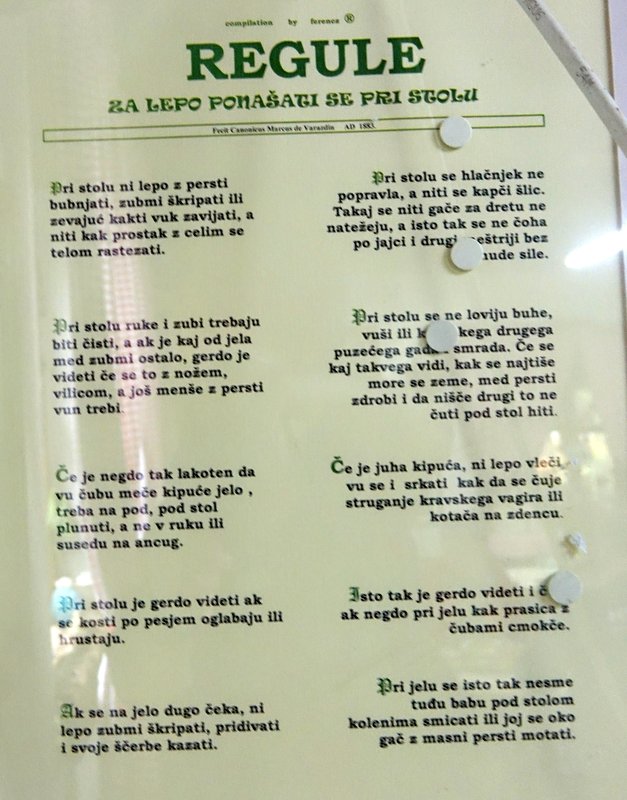 compilation by ferencz ®
REGULE
ZA LEPO PONAŠATI SE PRI STOLU
Fecit Canonicus Marcus de Varazdin AD 1883.
Pri stolu ni lepo z persti
bubnjati, zubmi škripati ili
zevajuć kakti vuk zavijati, a
niti kak prostak z celim se
telom rastezati.
Pri stolu ruke i zubi trebaju
biti čisti, a ak je kaj od jela
med zubmi ostalo, gerdo je
videti če se to z nožem,
vilicom, a još menše z persti
vun trebi.
Če je negdo tak lakoten da
vu čubu meče kipuće jelo ,
treba na pod, pod stol
plunuti, a ne v ruku ili
susedu na ancug.
Pri stolu je gerdo videti ak
se kosti po pesjem oglabaju ili
hrustaju.
Ak se na jelo dugo čeka, ni
lepo zubmi škripati, pridivati
i svoje ščerbe kazati.
Pri stolu se hlačnjek ne
popravla, a niti se kapči šlic.
Takaj se niti gače za dretu ne
natežeju, a isto tak se ne čoha
po jajci i drugi bez
sile.
Pri stolu se ne loviju buhe,
vuši ili drugega
puzećega smrada. Če se
kaj takvega vidi, kak se najtiše
more se zeme, med persti
zdrobi i da nišče drugi to ne
čuti pod stol hiti.
Če je juha kipuća, ni lepo vleči
vu se i srkati kak da se čuje
struganje kravskega vagira ili
kotača na zdencu.
Isto tak je gerdo videti i
ak negdo pri jelu kak prasica z
čubami cmokče.
Pri jelu se isto tak nesme
tuđu babu pod stolom
kolenima smicati ili joj se oko
gač z masni persti motati.